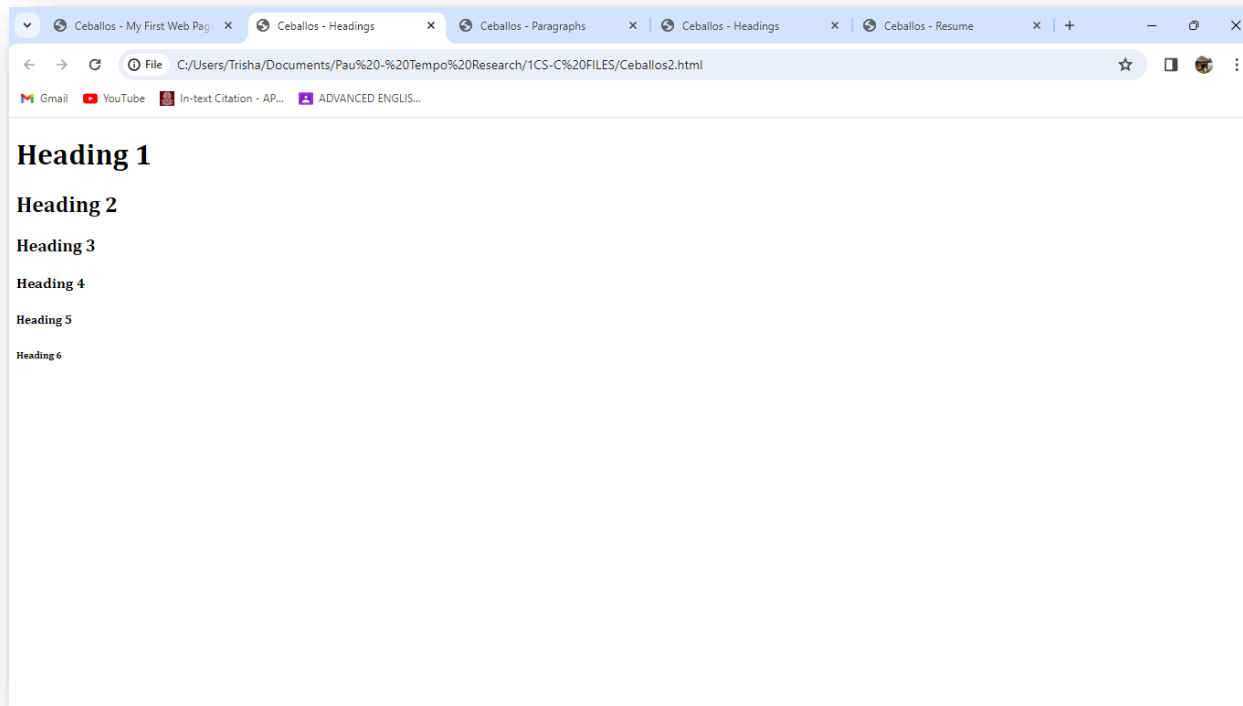 Ceballos - My First Web Pag Ceballos - Headings Ceballos - Paragraphs Ceballos - Headings Ceballos - Resume
File C:/Users/Trisha/Documents/Pau%20-%20Tempo%20Research/1CS-C%20FILES/Ceballos2.html
Gmail YouTube In-text Citation - AP... ADVANCED ENGLIS...
Heading 1
Heading 2
Heading 3
Heading 4
Heading 5
Heading 6